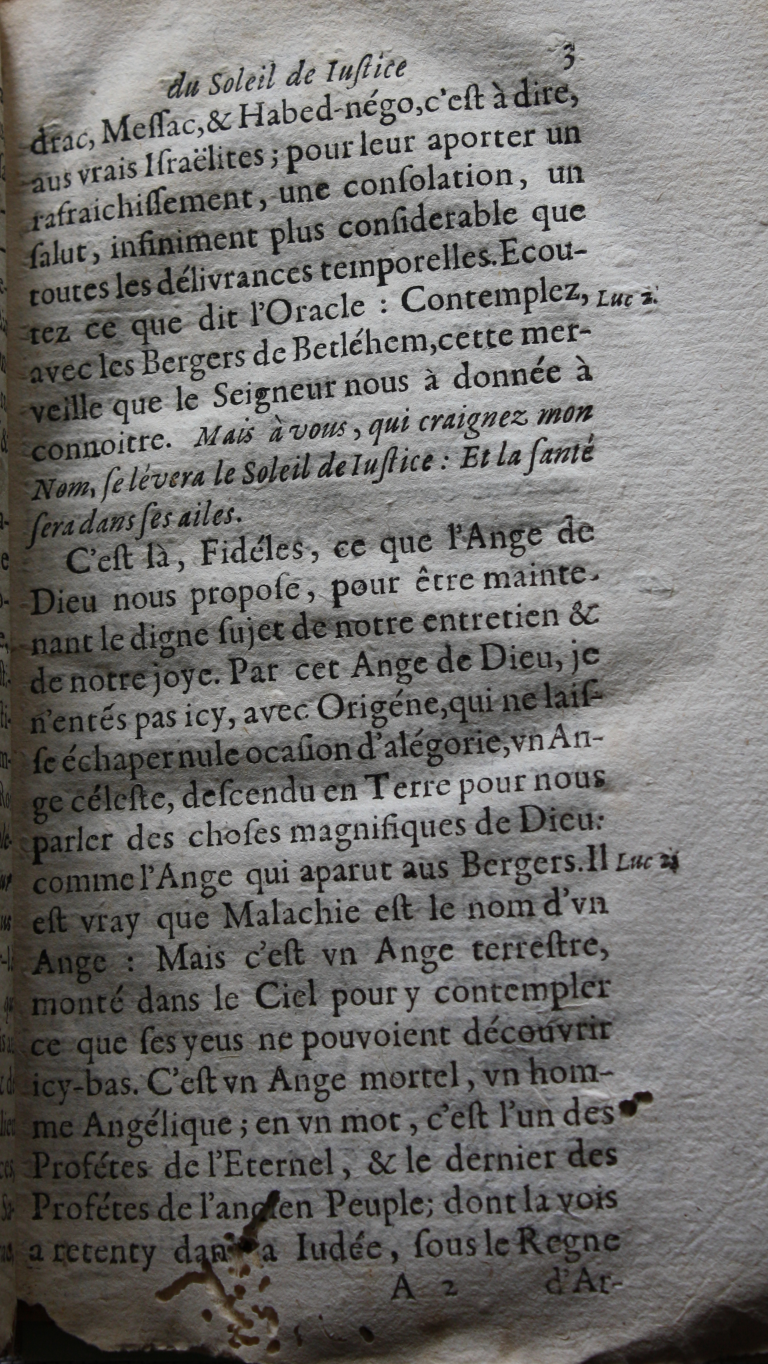 du Soleil de Iuſtice 3
drac, Meſſac, & Habed-négo, c'eſt à dire,
aus vrais Iſraëlites ; pour leur aporter un
rafraichiſſement, une conſolation, un
ſalut, infiniment plus conſiderable que
toutes les délivrances temporelles. Ecou-
tez ce que dit l'Oracle : Contemplez, Luc 2.
avec les Bergers de Betléhem, cette mer-
veille que le Seigneur nous à donnée à
connoitre. Mais à vous, qui craignez mon
Nom, ſe lévera le Soleil de Iuſtice : Et la ſanté
ſera dans ſes ailes.
C'eſt là, Fidéles, ce que l'Ange de
Dieu nous propoſe, pour être mainte-
nant le digne ſujet de notre entretien &
de notre joye. Par cet Ange de Dieu, je
n'entés pas icy, avec Origéne, qui ne laiſ-
ſe échaper nule ocaſion d'alégorie, vn An-
ge céleſte, deſcendu en Terre pour nous
parler des choſes magnifiques de Dieu:
comme l'Ange qui aparut aus Bergers. Il Luc 2.
eſt vray que Malachie eſt le nom d'vn
Ange : Mais c'eſt vn Ange terreſtre,
monté dans le Ciel pour y contempler
ce que ſes yeus ne pouvoient découvrir
icy-bas. C'eſt vn Ange mortel, vn hom-
me Angélique ; en vn mot, c'eſt l'un des
Profétes de l'Eternel, & le dernier des
Profétes de l'ancien Peuple; dont la vois
a retenty dans la Iudée, ſous le Regne
A 2 d'Ar-